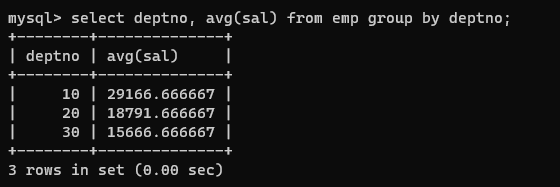 mysql> select deptno, avg(sal) from emp group by deptno;
+--------+--------------+
| deptno | avg(sal)     |
+--------+--------------+
|     10 | 29166.666667 |
|     20 | 18791.666667 |
|     30 | 15666.666667 |
+--------+--------------+
3 rows in set (0.00 sec)